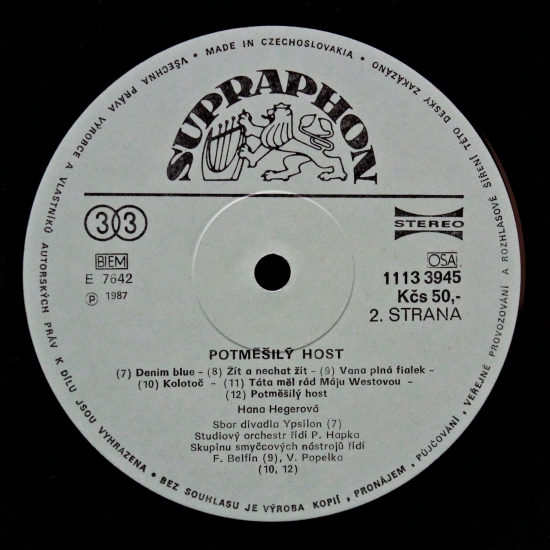 VŠECHNA PRÁVA VÝROBCE A VLASTNÍKŮ AUTORSKÝCH PRÁV K DÍLU JSOU VYHRAZENA • BEZ SOUHLASU JE VÝROBA KOPIÍ, PRONÁJEM, PŮJČOVÁNÍ, VEŘEJNÉ PROVOZOVÁNÍ A ROZHLASOVÉ ŠÍŘENÍ TÉTO DESKY ZAKÁZÁNO • MADE IN CZECHOSLOVAKIA •
SUPRAPHON
33
STEREO
BIEM
OSA
E 7642
1113 3945
Ⓟ 1987
Kčs 50,-
2. STRANA
POTMĚŠILÝ HOST
(7) Denim blue – (8) Žít a nechat žít – (9) Vana plná fialek –
(10) Kolotoč – (11) Táta měl rád Máju Westovou –
(12) Potměšilý host
Hana Hegerová
Sbor divadla Ypsilon (7)
Studiový orchestr řídí P. Hapka
Skupinu smyčcových nástrojů řídí
F. Belfín (9), V. Popelka
(10, 12)